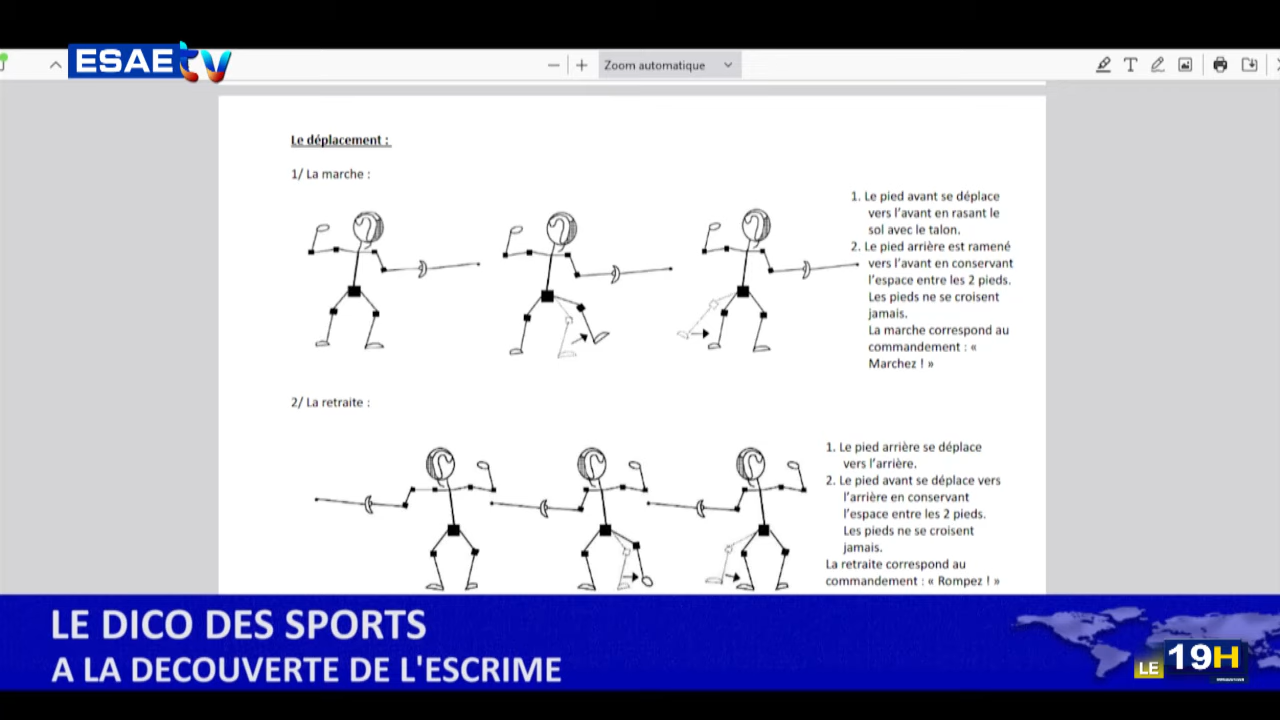 ESAE tv
Zoom automatique
Le déplacement :
1/ La marche :
1. Le pied avant se déplace
vers l'avant en rasant le
sol avec le talon.
2. Le pied arrière est ramené
vers l'avant en conservant
l'espace entre les 2 pieds.
Les pieds ne se croisent
jamais.
La marche correspond au
commandement : «
Marchez ! »
2/ La retraite :
1. Le pied arrière se déplace
vers l'arrière.
2. Le pied avant se déplace vers
l'arrière en conservant
l'espace entre les 2 pieds.
Les pieds ne se croisent
jamais.
La retraite correspond au
commandement : « Rompez ! »
LE DICO DES SPORTS
A LA DECOUVERTE DE L'ESCRIME
LE 19H